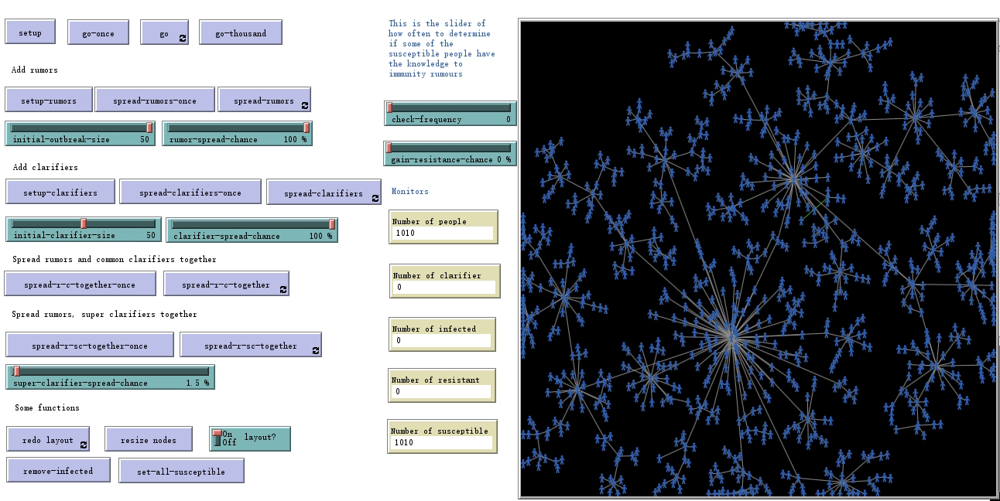 setup
go-once
go
go-thousand
Add rumors
setup-rumors
spread-rumors-once
spread-rumors
initial-outbreak-size 50
rumor-spread-chance 100 %
Add clarifiers
setup-clarifiers
spread-clarifiers-once
spread-clarifiers
initial-clarifier-size 50
clarifier-spread-chance 100 %
Spread rumors and common clarifiers together
spread-r-c-together-once
spread-r-c-together
Spread rumors, super clarifiers together
spread-r-sc-together-once
spread-r-sc-together
super-clarifier-spread-chance 1.5 %
Some functions
redo layout
resize nodes
On
Off
layout?
remove-infected
set-all-susceptible
This is the slider of
how often to determine
if some of the
susceptible people have
the knowledge to
immunity rumours
check-frequency 0
gain-resistance-chance 0 %
Monitors
Number of people
1010
Number of clarifier
0
Number of infected
0
Number of resistant
0
Number of susceptible
1010